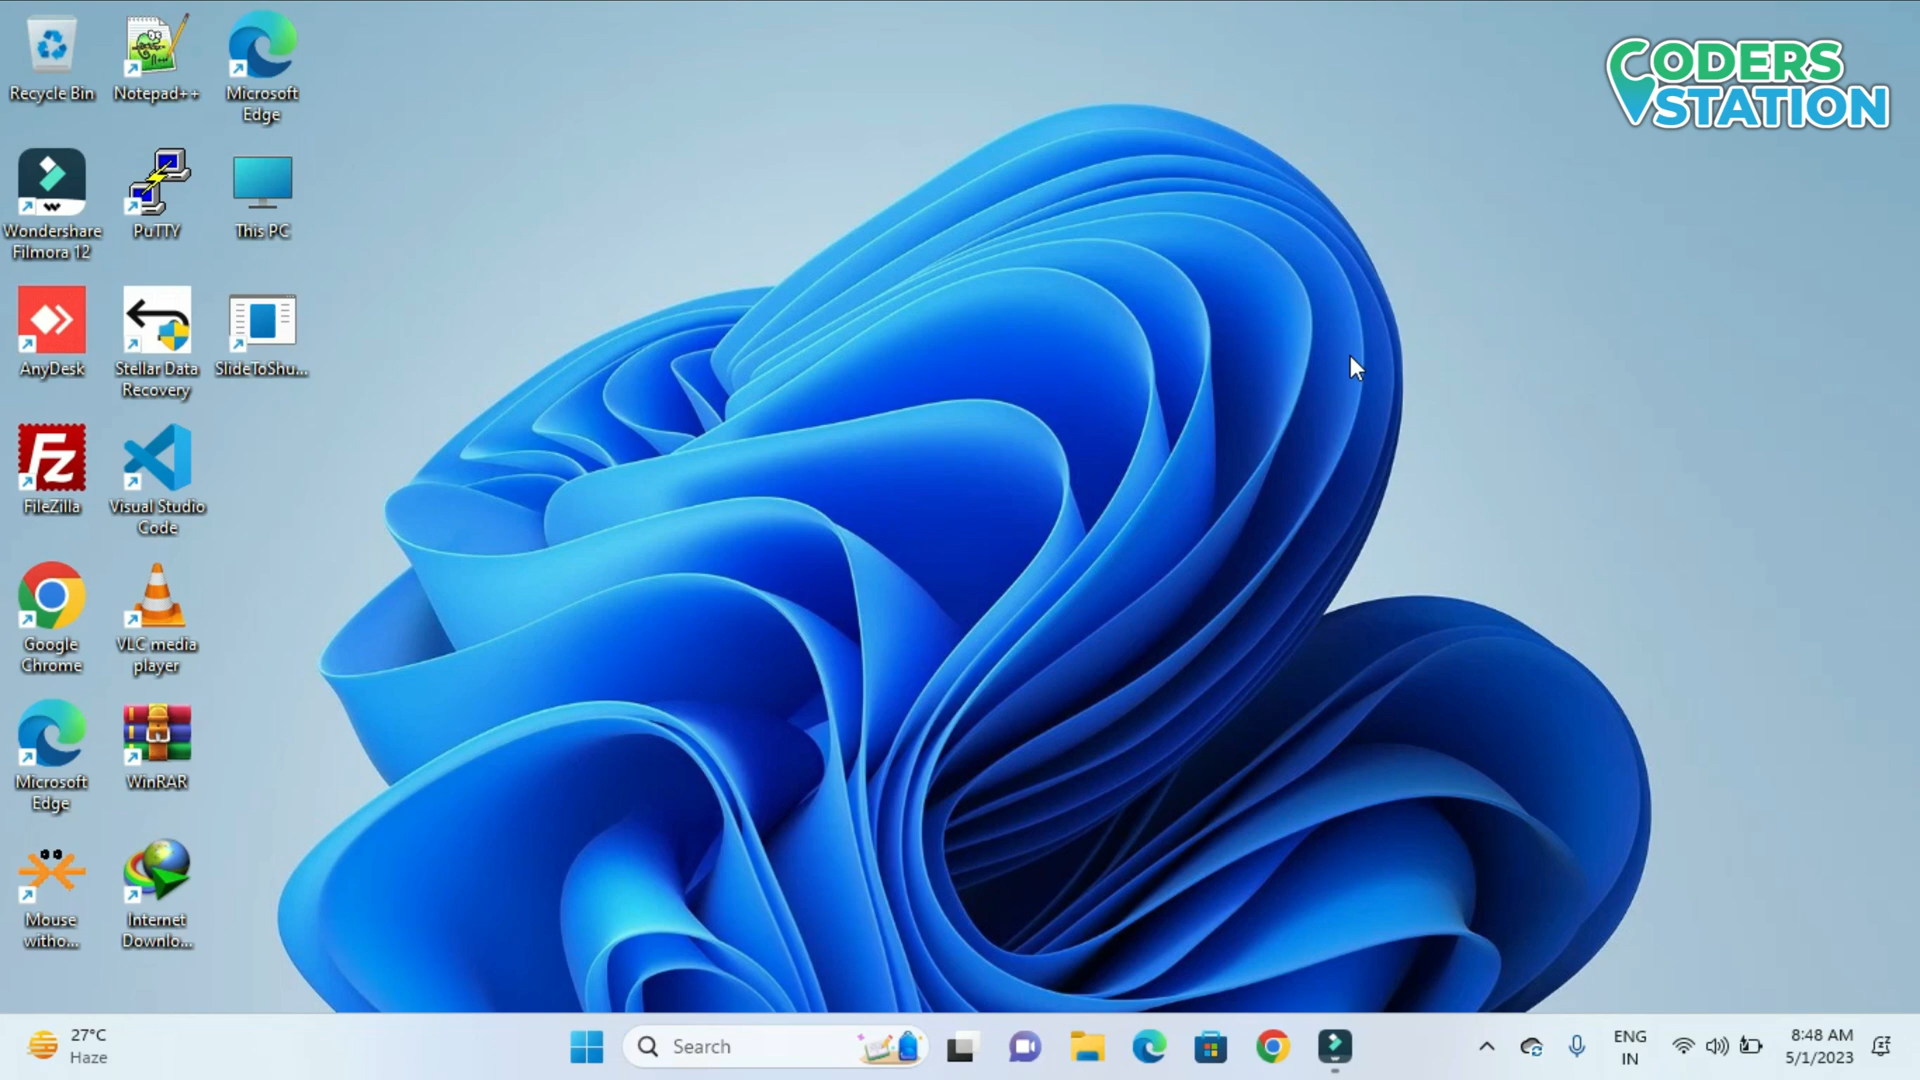 CODERS
STATION
Recycle Bin
Notepad++
Microsoft
Edge
Wondershare
Filmora 12
PuTTY
This PC
AnyDesk
Stellar Data
Recovery
SlideToShu...
FileZilla
Visual Studio
Code
Google
Chrome
VLC media
player
Microsoft
Edge
WinRAR
Mouse
witho...
Internet
Downlo...
27°C
Haze
Search
ENG
IN
8:48 AM
5/1/2023